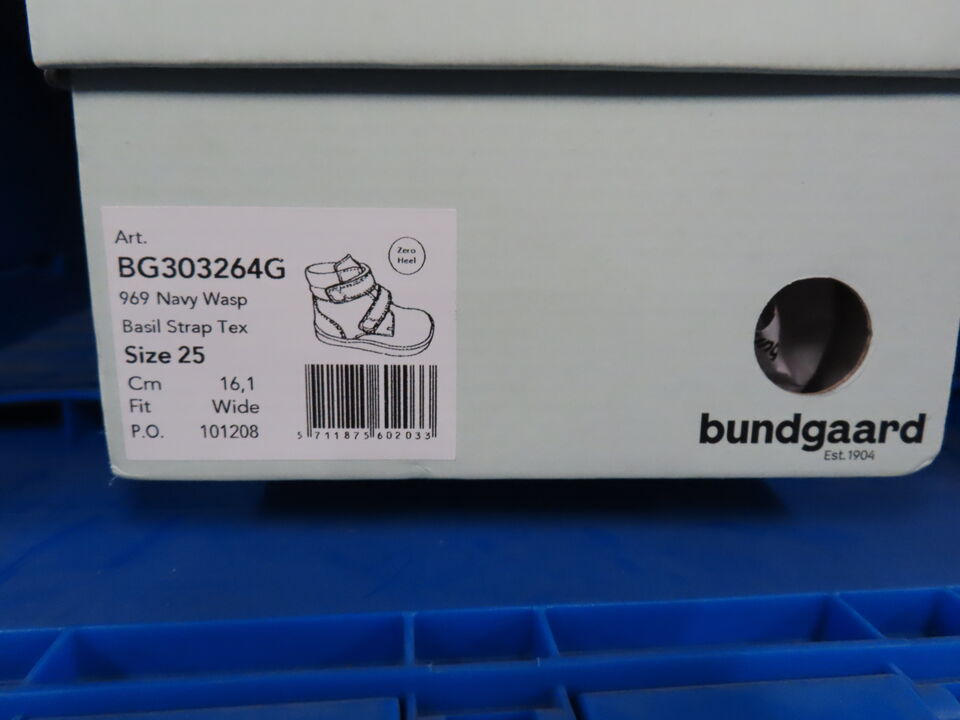 Art.
BG303264G
969 Navy Wasp
Basil Strap Tex
Size 25
Cm 16,1
Fit Wide
P.O. 101208
Zero
Heel
5 711875 602033
bundgaard
Est.1904